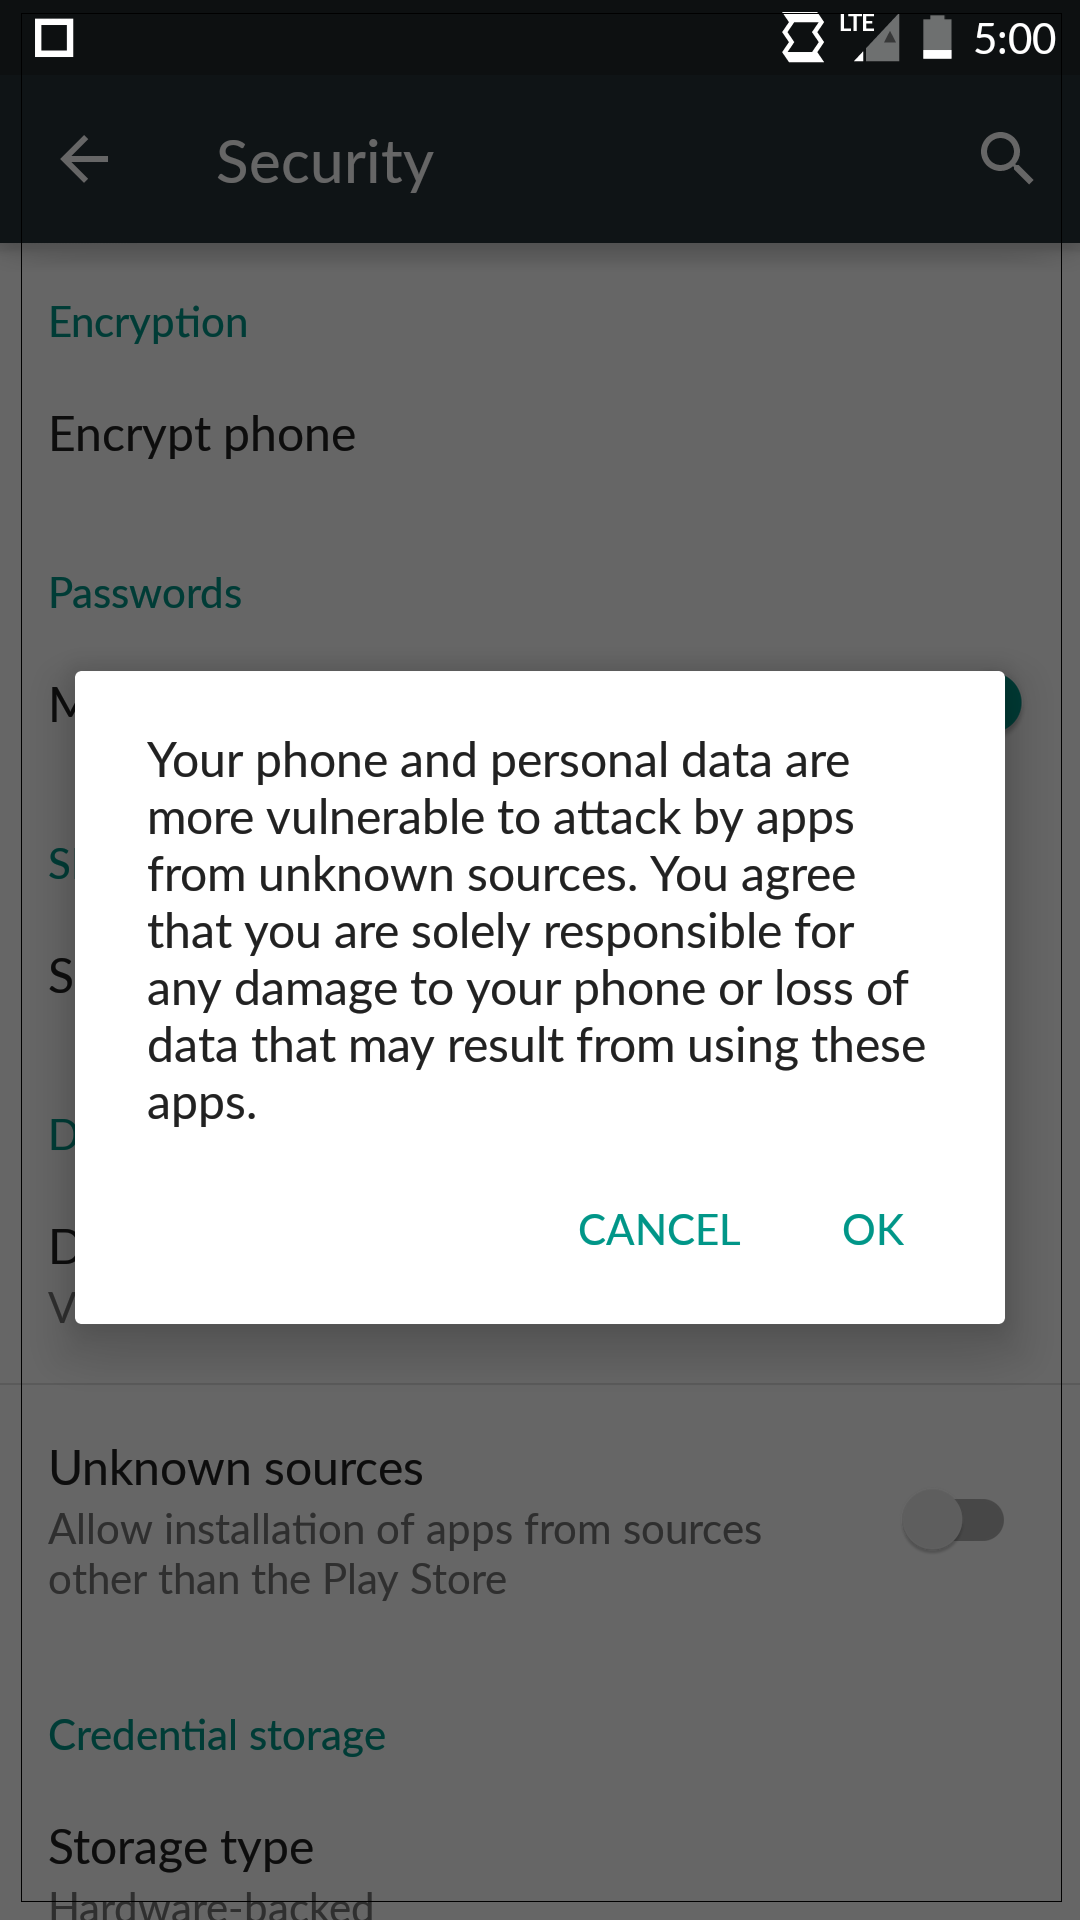 LTE 5:00
Security
Encryption
Encrypt phone
Passwords
M
S
S
D
D
V
Your phone and personal data are
more vulnerable to attack by apps
from unknown sources. You agree
that you are solely responsible for
any damage to your phone or loss of
data that may result from using these
apps.
CANCEL OK
Unknown sources
Allow installation of apps from sources
other than the Play Store
Credential storage
Storage type
Hardware-backed